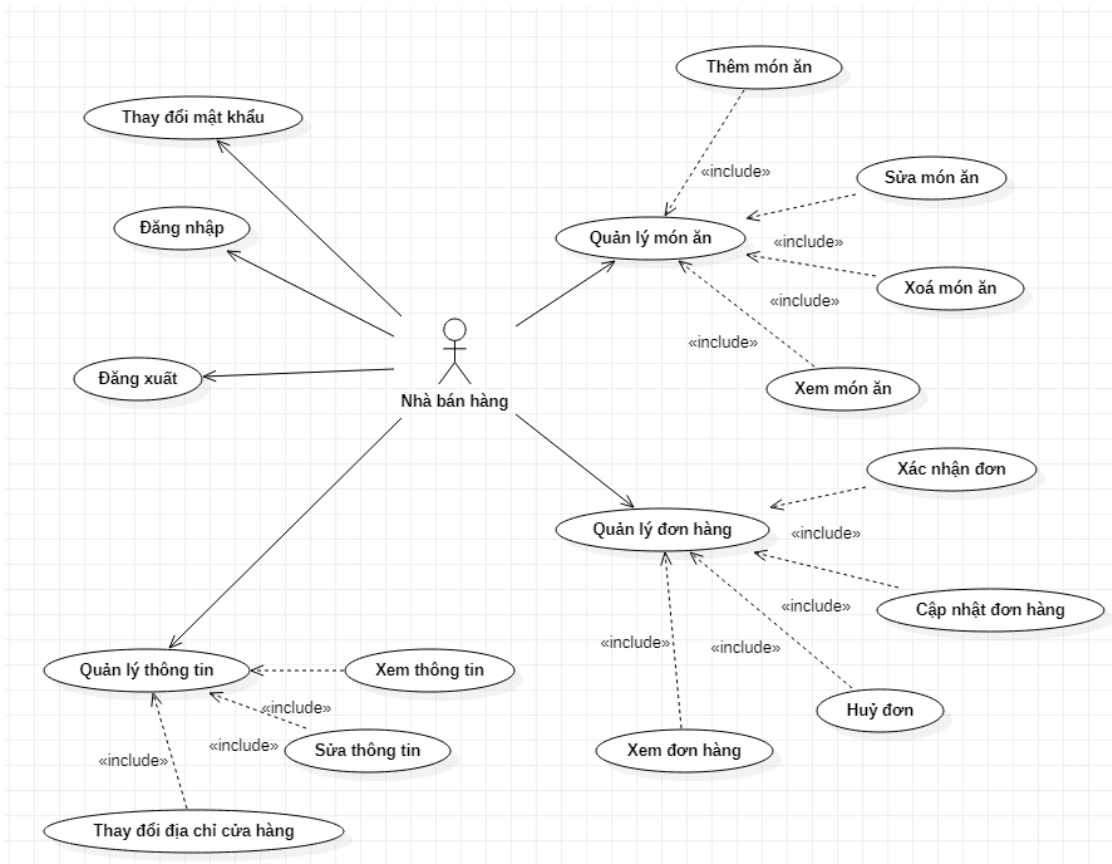 Thêm món ăn
Thay đổi mật khẩu
«include»
Sửa món ăn
Đăng nhập
Quản lý món ăn
«include»
Xoá món ăn
«include»
«include»
Đăng xuất
Xem món ăn
Nhà bán hàng
Xác nhận đơn
Quản lý đơn hàng
«include»
«include»
Cập nhật đơn hàng
«include»
«include»
Quản lý thông tin
Xem thông tin
«include»
Huỷ đơn
«include»
Sửa thông tin
Xem đơn hàng
«include»
Thay đổi địa chỉ cửa hàng